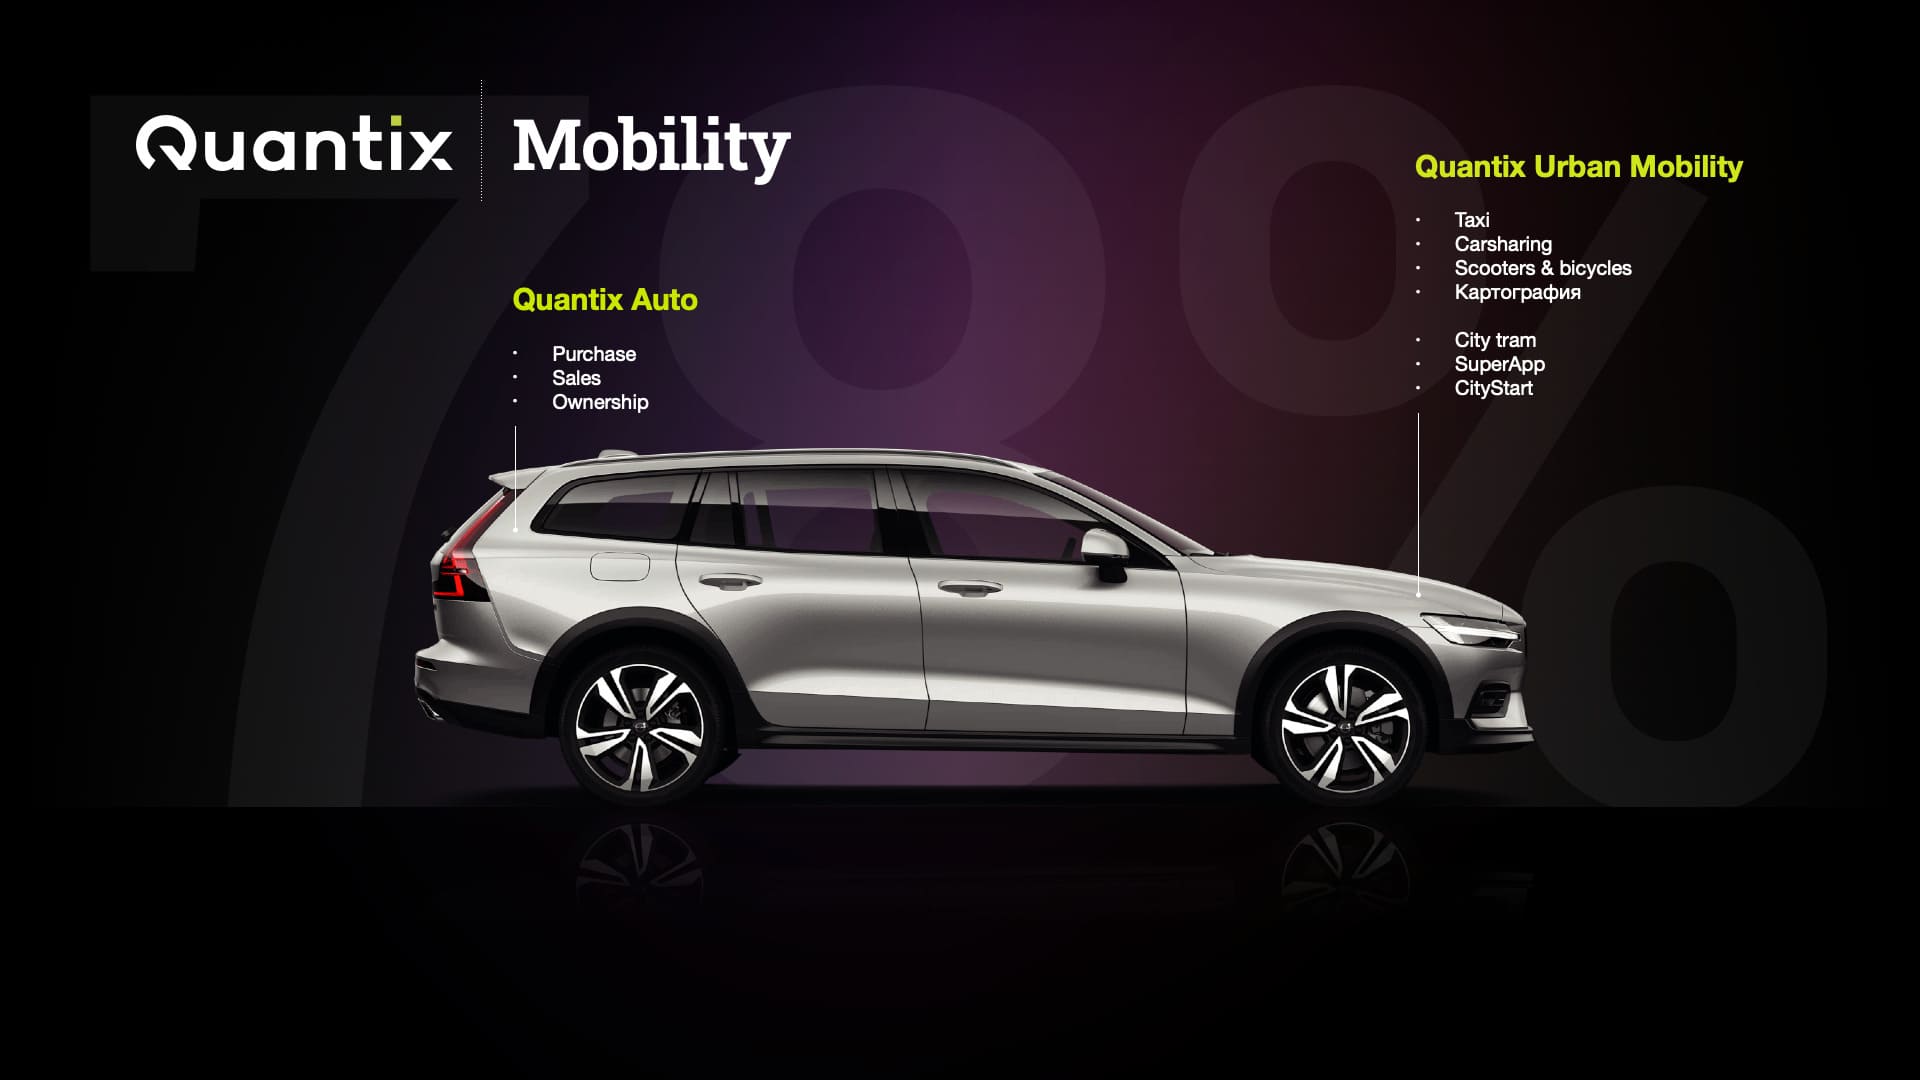 Quantix Mobility
78%
Quantix Urban Mobility
• Taxi
• Carsharing
• Scooters & bicycles
• Картография
• City tram
• SuperApp
• CityStart
Quantix Auto
• Purchase
• Sales
• Ownership